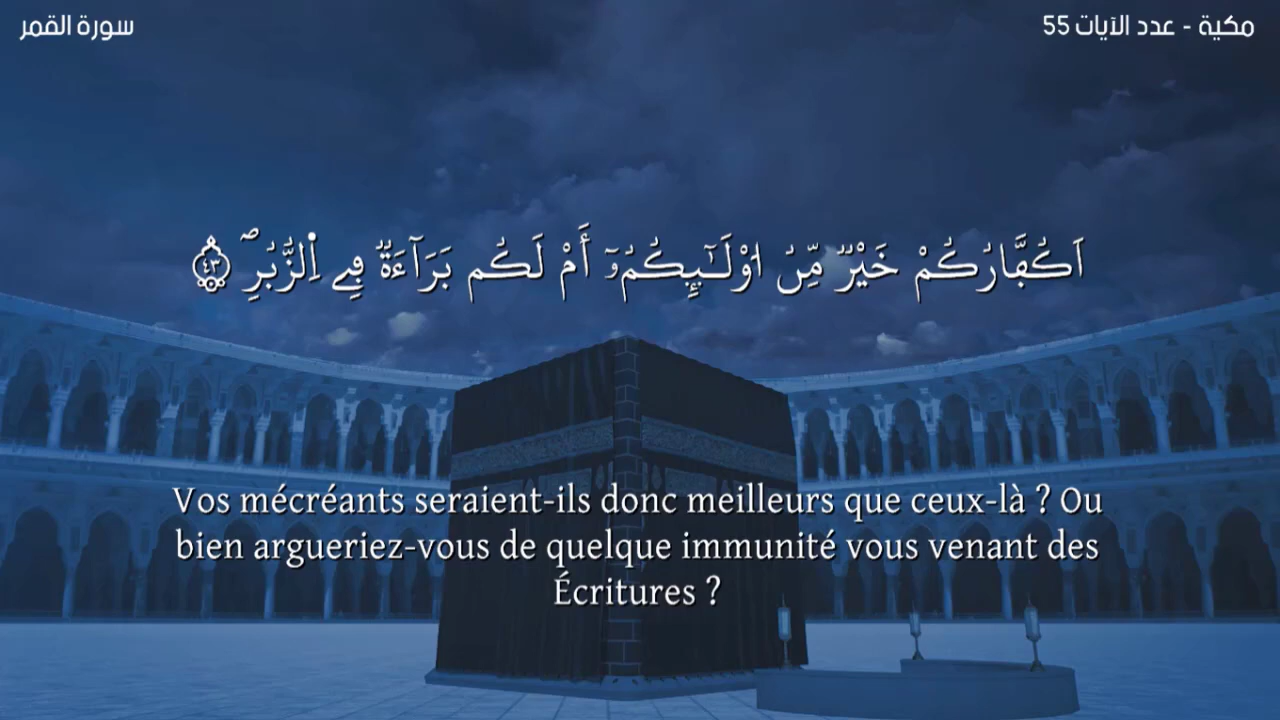 سورة القمر
مكية - عدد الآيات 55
اَكُفَّارُكُمْ خَيْرٌ مِّنُ ا۟وْلَٰٓئِكُمُۥٓ أَمْ لَكُم بَرَآءَةٌ فِے اِ۬لزُّبُرِۖ ٤٣
Vos mécréants seraient-ils donc meilleurs que ceux-là ? Ou
bien argueriez-vous de quelque immunité vous venant des
Écritures ?